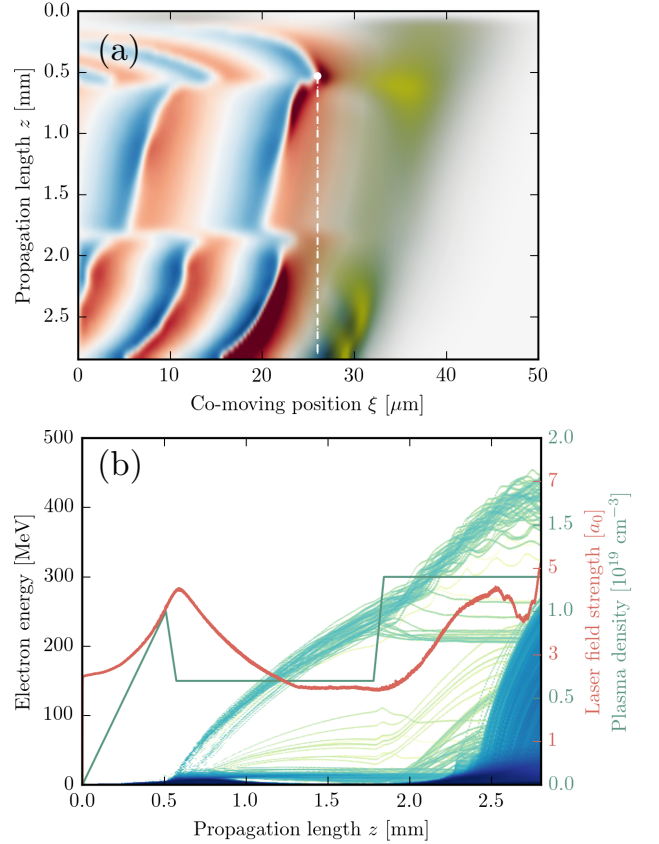 (a)
Propagation length z [mm]
0.0
0.5
1.0
1.5
2.0
2.5
0 10 20 30 40 50
Co-moving position ξ [μm]
(b)
Electron energy [MeV]
500
400
300
200
100
0
0.0 0.5 1.0 1.5 2.0 2.5
Propagation length z [mm]
7
5
3
1
Laser field strength [a₀]
2.0
1.5
1.0
0.5
0.0
Plasma density [10¹⁹ cm⁻³]